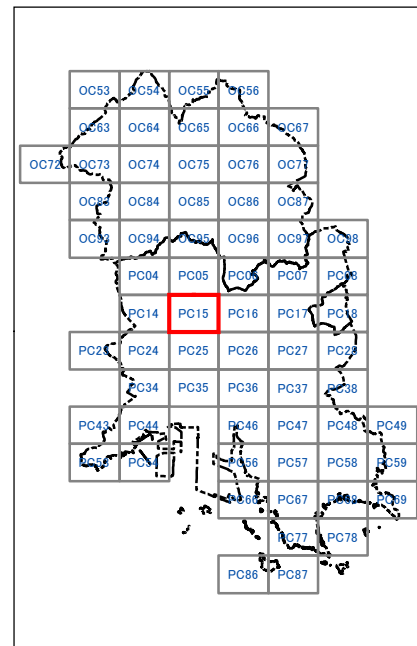 OC53 OC54 OC55 OC56
OC63 OC64 OC65 OC66 OC67
OC72 OC73 OC74 OC75 OC76 OC77
OC83 OC84 OC85 OC86 OC87
OC93 OC94 OC95 OC96 OC97 OC98
PC04 PC05 PC06 PC07 PC08
PC14 PC15 PC16 PC17 PC18
PC23 PC24 PC25 PC26 PC27 PC28
PC34 PC35 PC36 PC37 PC38
PC43 PC44 PC46 PC47 PC48 PC49
PC53 PC54 PC56 PC57 PC58 PC59
PC66 PC67 PC68 PC69
PC77 PC78
PC86 PC87